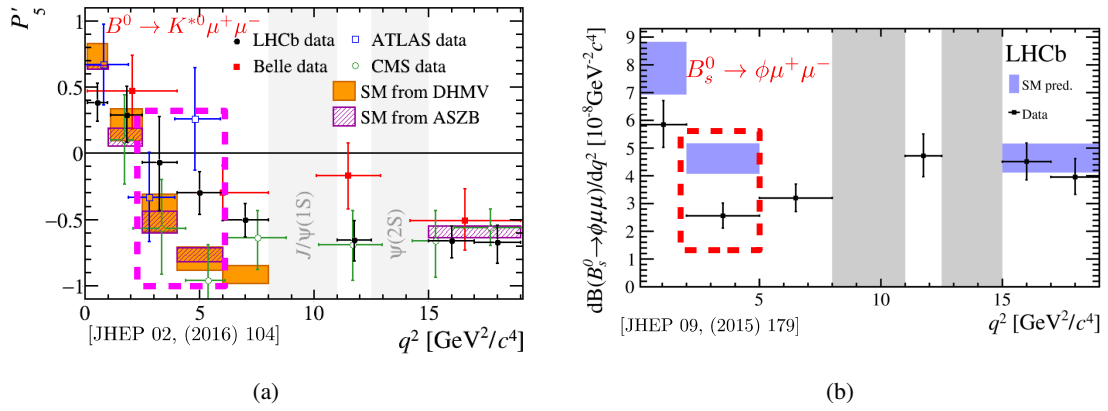 P′5
B⁰ → K*⁰μ⁺μ⁻
LHCb data
ATLAS data
Belle data
CMS data
SM from DHMV
SM from ASZB
1
0.5
0
−0.5
−1
J/ψ(1S)
ψ(2S)
0 5 10 15
[JHEP 02, (2016) 104]
q² [GeV²/c⁴]
(a)
dB(B⁰s→φμμ)/dq² [10⁻⁸GeV⁻²c⁴]
9
8
7
6
5
4
3
2
1
0
B⁰s → φμ⁺μ⁻
LHCb
SM pred.
Data
5 10 15
[JHEP 09, (2015) 179]
q² [GeV²/c⁴]
(b)